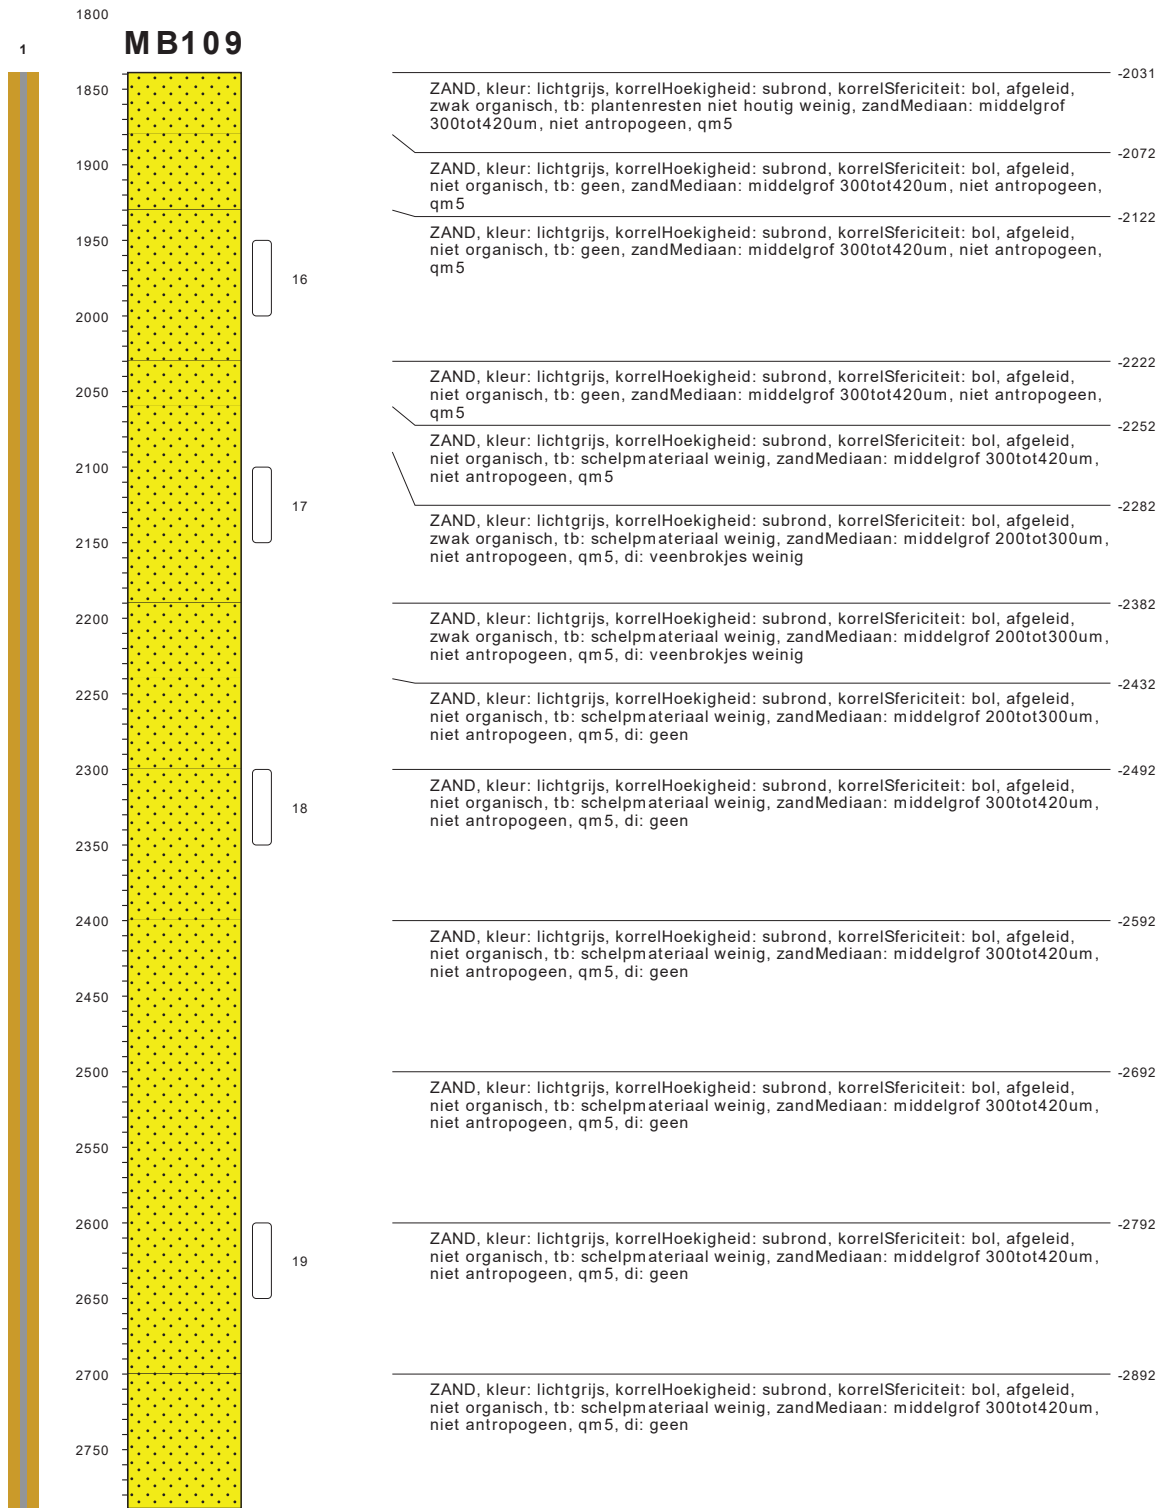 1800
1
MB109
-2031
1850
ZAND, kleur: lichtgrijs, korrelHoekigheid: subrond, korrelSfericiteit: bol, afgeleid,
zwak organisch, tb: plantenresten niet houtig weinig, zandMediaan: middelgrof
300tot420um, niet antropogeen, qm5
-2072
1900
ZAND, kleur: lichtgrijs, korrelHoekigheid: subrond, korrelSfericiteit: bol, afgeleid,
niet organisch, tb: geen, zandMediaan: middelgrof 300tot420um, niet antropogeen,
qm5
-2122
1950
ZAND, kleur: lichtgrijs, korrelHoekigheid: subrond, korrelSfericiteit: bol, afgeleid,
niet organisch, tb: geen, zandMediaan: middelgrof 300tot420um, niet antropogeen,
qm5
16
2000
-2222
2050
ZAND, kleur: lichtgrijs, korrelHoekigheid: subrond, korrelSfericiteit: bol, afgeleid,
niet organisch, tb: geen, zandMediaan: middelgrof 300tot420um, niet antropogeen,
qm5
-2252
2100
ZAND, kleur: lichtgrijs, korrelHoekigheid: subrond, korrelSfericiteit: bol, afgeleid,
niet organisch, tb: schelpmateriaal weinig, zandMediaan: middelgrof 300tot420um,
niet antropogeen, qm5
17
-2282
2150
ZAND, kleur: lichtgrijs, korrelHoekigheid: subrond, korrelSfericiteit: bol, afgeleid,
zwak organisch, tb: schelpmateriaal weinig, zandMediaan: middelgrof 200tot300um,
niet antropogeen, qm5, di: veenbrokjes weinig
-2382
2200
ZAND, kleur: lichtgrijs, korrelHoekigheid: subrond, korrelSfericiteit: bol, afgeleid,
zwak organisch, tb: schelpmateriaal weinig, zandMediaan: middelgrof 200tot300um,
niet antropogeen, qm5, di: veenbrokjes weinig
-2432
2250
ZAND, kleur: lichtgrijs, korrelHoekigheid: subrond, korrelSfericiteit: bol, afgeleid,
niet organisch, tb: schelpmateriaal weinig, zandMediaan: middelgrof 200tot300um,
niet antropogeen, qm5, di: geen
2300
-2492
ZAND, kleur: lichtgrijs, korrelHoekigheid: subrond, korrelSfericiteit: bol, afgeleid,
niet organisch, tb: schelpmateriaal weinig, zandMediaan: middelgrof 300tot420um,
niet antropogeen, qm5, di: geen
18
2350
2400
-2592
ZAND, kleur: lichtgrijs, korrelHoekigheid: subrond, korrelSfericiteit: bol, afgeleid,
niet organisch, tb: schelpmateriaal weinig, zandMediaan: middelgrof 300tot420um,
niet antropogeen, qm5, di: geen
2450
2500
-2692
ZAND, kleur: lichtgrijs, korrelHoekigheid: subrond, korrelSfericiteit: bol, afgeleid,
niet organisch, tb: schelpmateriaal weinig, zandMediaan: middelgrof 300tot420um,
niet antropogeen, qm5, di: geen
2550
2600
-2792
ZAND, kleur: lichtgrijs, korrelHoekigheid: subrond, korrelSfericiteit: bol, afgeleid,
niet organisch, tb: schelpmateriaal weinig, zandMediaan: middelgrof 300tot420um,
niet antropogeen, qm5, di: geen
19
2650
2700
-2892
ZAND, kleur: lichtgrijs, korrelHoekigheid: subrond, korrelSfericiteit: bol, afgeleid,
niet organisch, tb: schelpmateriaal weinig, zandMediaan: middelgrof 300tot420um,
niet antropogeen, qm5, di: geen
2750